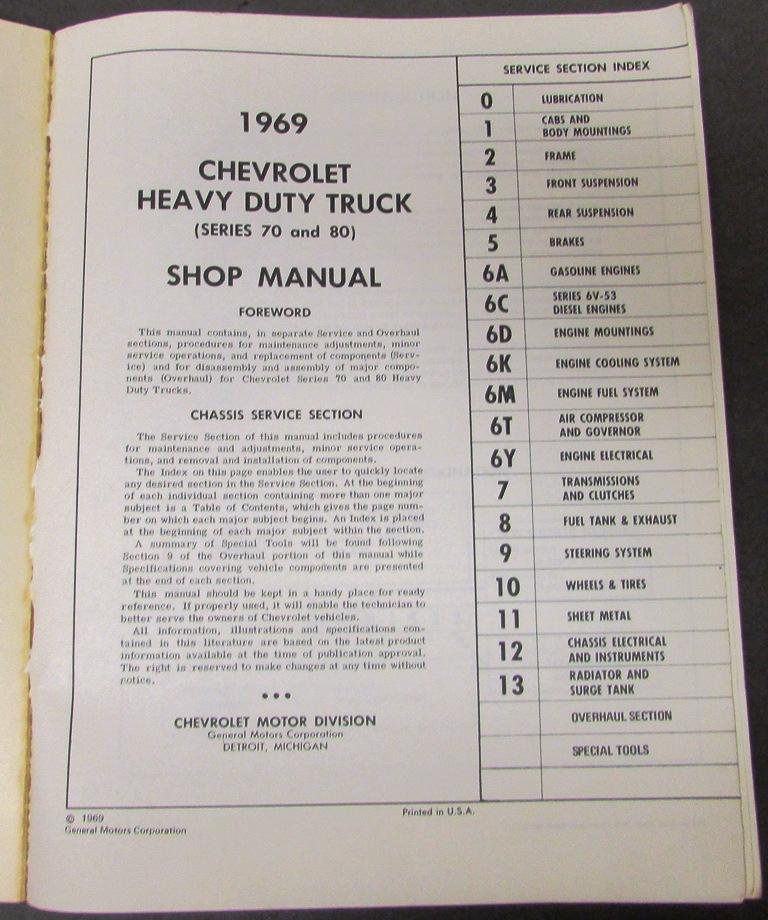 1969
CHEVROLET
HEAVY DUTY TRUCK
(SERIES 70 and 80)
SHOP MANUAL
FOREWORD
This manual contains, in separate Service and Overhaul
sections, procedures for maintenance adjustments, minor
service operations, and replacement of components (Serv-
ice) and for disassembly and assembly of major compo-
nents (Overhaul) for Chevrolet Series 70 and 80 Heavy
Duty Trucks.
CHASSIS SERVICE SECTION
The Service Section of this manual includes procedures
for maintenance and adjustments, minor service opera-
tions, and removal and installation of components.
The Index on this page enables the user to quickly locate
any desired section in the Service Section. At the beginning
of each individual section containing more than one major
subject is a Table of Contents, which gives the page num-
ber on which each major subject begins. An Index is placed
at the beginning of each major subject within the section.
A summary of Special Tools will be found following
Section 9 of the Overhaul portion of this manual while
Specifications covering vehicle components are presented
at the end of each section.
This manual should be kept in a handy place for ready
reference. If properly used, it will enable the technician to
better serve the owners of Chevrolet vehicles.
All information, illustrations and specifications con-
tained in this literature are based on the latest product
information available at the time of publication approval.
The right is reserved to make changes at any time without
notice.
•••
CHEVROLET MOTOR DIVISION
General Motors Corporation
DETROIT, MICHIGAN
SERVICE SECTION INDEX
0 LUBRICATION
1 CABS AND
BODY MOUNTINGS
2 FRAME
3 FRONT SUSPENSION
4 REAR SUSPENSION
5 BRAKES
6A GASOLINE ENGINES
6C SERIES 6V-53
DIESEL ENGINES
6D ENGINE MOUNTINGS
6K ENGINE COOLING SYSTEM
6M ENGINE FUEL SYSTEM
6T AIR COMPRESSOR
AND GOVERNOR
6Y ENGINE ELECTRICAL
7 TRANSMISSIONS
AND CLUTCHES
8 FUEL TANK & EXHAUST
9 STEERING SYSTEM
10 WHEELS & TIRES
11 SHEET METAL
12 CHASSIS ELECTRICAL
AND INSTRUMENTS
13 RADIATOR AND
SURGE TANK
OVERHAUL SECTION
SPECIAL TOOLS
© 1969
General Motors Corporation
Printed in U.S.A.